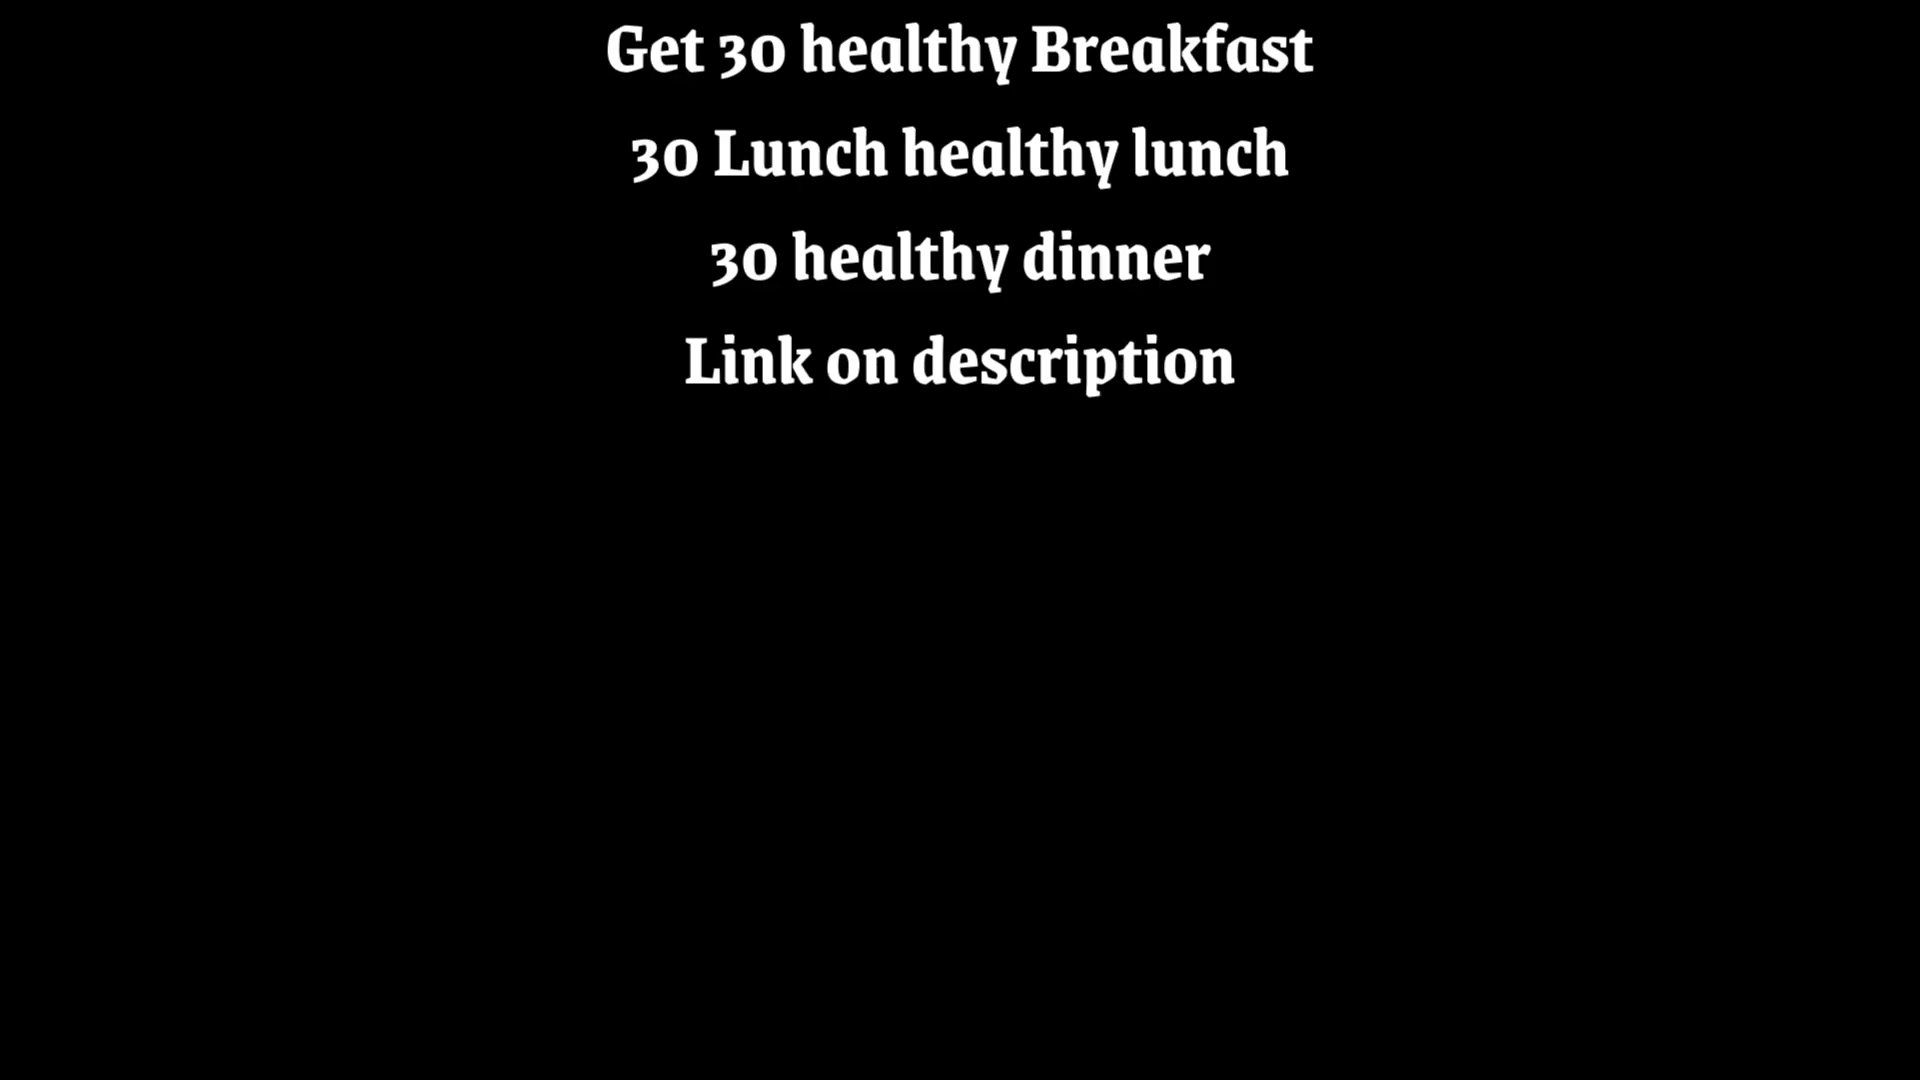 Get 30 healthy Breakfast
30 Lunch healthy lunch
30 healthy dinner
Link on description